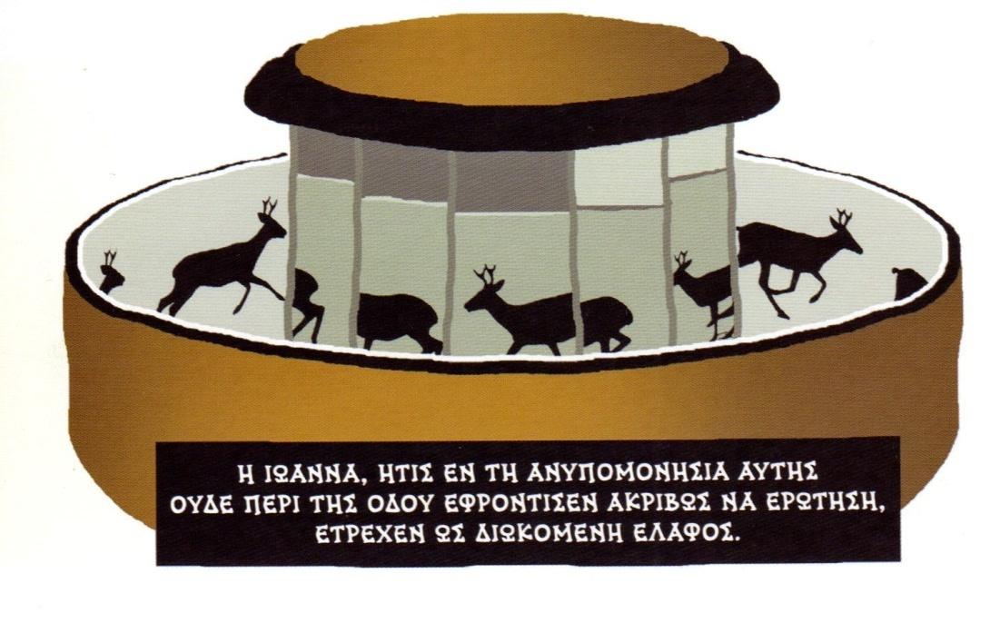 Η ΙΩΑΝΝΑ, ΗΤΙΣ ΕΝ ΤΗ ΑΝΥΠΟΜΟΝΗΣΙΑ ΑΥΤΗΣ
ΟΥΔΕ ΠΕΡΙ ΤΗΣ ΟΔΟΥ ΕΦΡΟΝΤΙΣΕΝ ΑΚΡΙΒΩΣ ΝΑ ΕΡΩΤΗΣΗ,
ΕΤΡΕΧΕΝ ΩΣ ΔΙΩΚΟΜΕΝΗ ΕΛΑΦΟΣ.